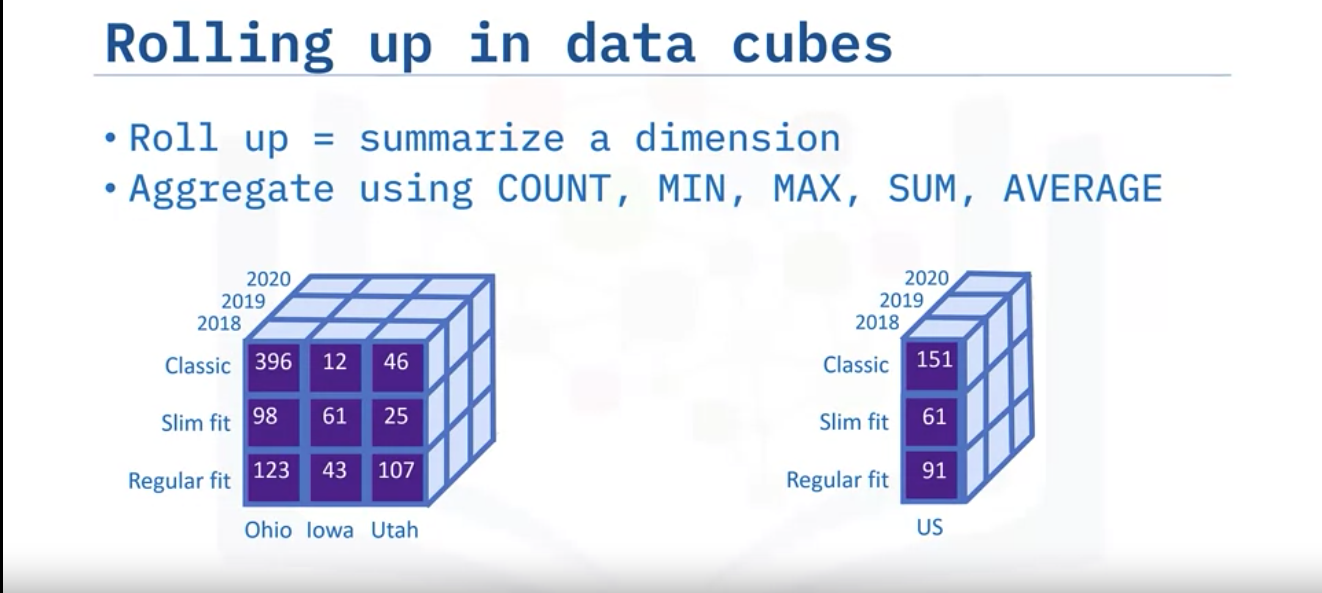 Rolling up in data cubes
• Roll up = summarize a dimension
• Aggregate using COUNT, MIN, MAX, SUM, AVERAGE
2020
2019
2018
Classic 396 12 46
Slim fit 98 61 25
Regular fit 123 43 107
Ohio Iowa Utah
2020
2019
2018
Classic 151
Slim fit 61
Regular fit 91
US